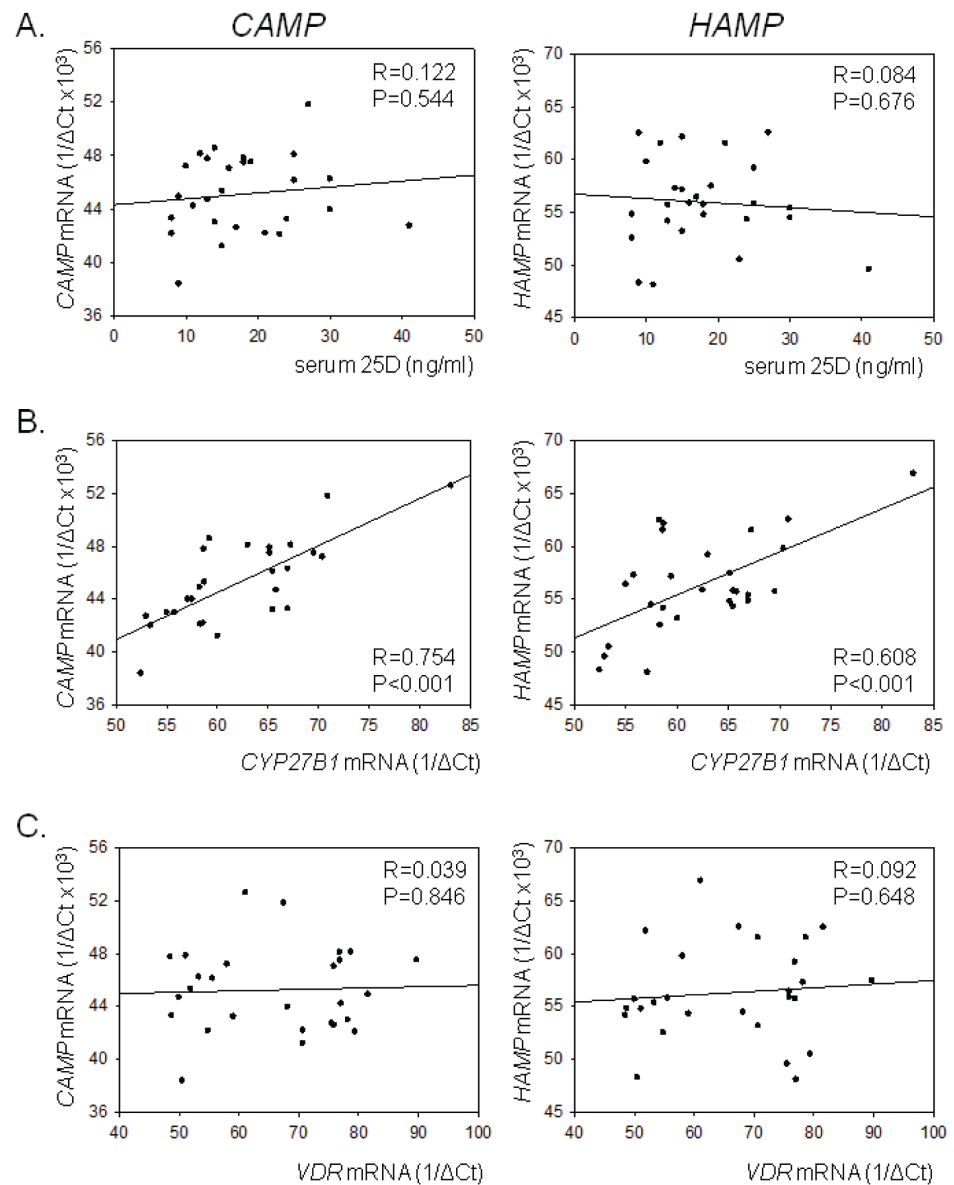 A. CAMP HAMP
CAMP mRNA (1/ΔCt x10³)
56
52
48
44
40
36
R=0.122
P=0.544
0 10 20 30 40 50
serum 25D (ng/ml)
HAMP mRNA (1/ΔCt x10³)
70
65
60
55
50
45
R=0.084
P=0.676
0 10 20 30 40 50
serum 25D (ng/ml)
B.
CAMP mRNA (1/ΔCt x10³)
56
52
48
44
40
36
R=0.754
P<0.001
50 55 60 65 70 75 80 85
CYP27B1 mRNA (1/ΔCt)
HAMP mRNA (1/ΔCt x10³)
70
65
60
55
50
45
R=0.608
P<0.001
50 55 60 65 70 75 80 85
CYP27B1 mRNA (1/ΔCt)
C.
CAMP mRNA (1/ΔCt x10³)
56
52
48
44
40
36
R=0.039
P=0.846
40 50 60 70 80 90 100
VDR mRNA (1/ΔCt)
HAMP mRNA (1/ΔCt x10³)
70
65
60
55
50
45
R=0.092
P=0.648
40 50 60 70 80 90 100
VDR mRNA (1/ΔCt)